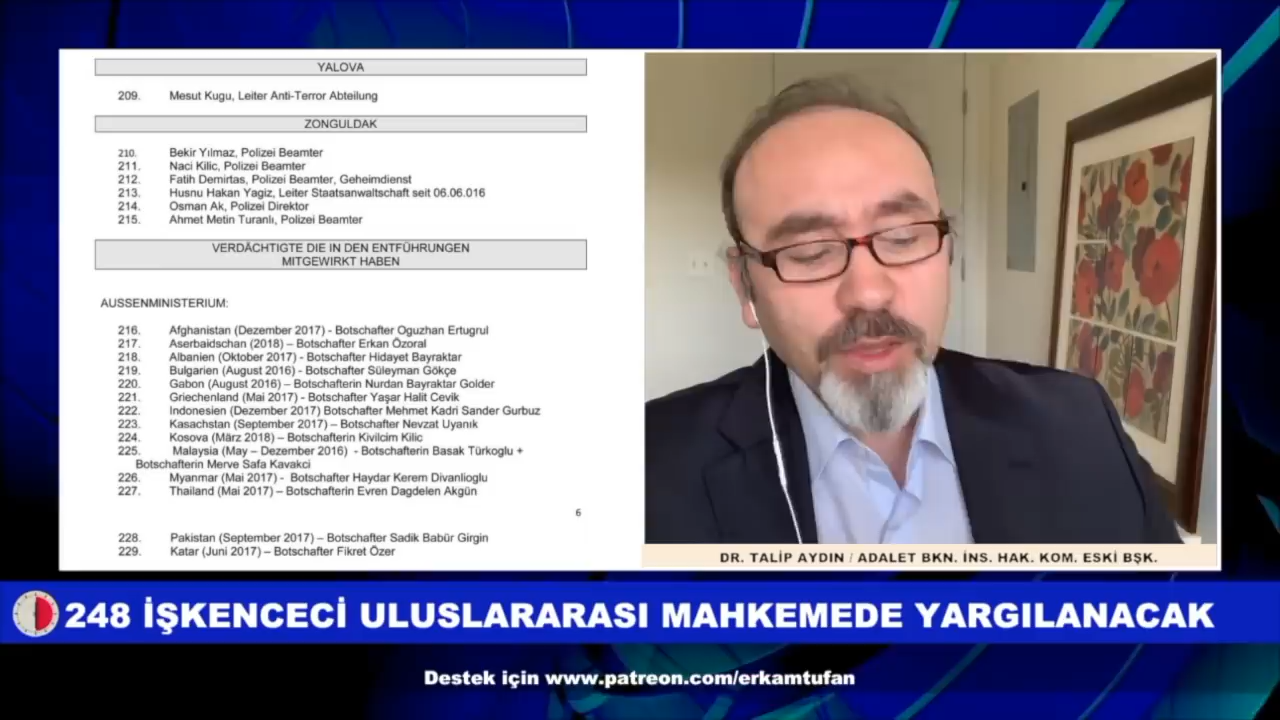 YALOVA
209. Mesut Kugu, Leiter Anti-Terror Abteilung
ZONGULDAK
210. Bekir Yılmaz, Polizei Beamter
211. Naci Kilic, Polizei Beamter
212. Fatih Demirtas, Polizei Beamter, Geheimdienst
213. Husnu Hakan Yagiz, Leiter Staatsanwaltschaft seit 06.06.016
214. Osman Ak, Polizei Direktor
215. Ahmet Metin Turanlı, Polizei Beamter
VERDÄCHTIGTE DIE IN DEN ENTFÜHRUNGEN
MITGEWIRKT HABEN
AUSSENMINISTERIUM:
216. Afghanistan (Dezember 2017) - Botschafter Oguzhan Ertugrul
217. Aserbaidschan (2018) – Botschafter Erkan Özoral
218. Albanien (Oktober 2017) - Botschafter Hidayet Bayraktar
219. Bulgarien (August 2016) - Botschafter Süleyman Gökçe
220. Gabon (August 2016) – Botschafterin Nurdan Bayraktar Golder
221. Griechenland (Mai 2017) - Botschafter Yaşar Halit Cevik
222. Indonesien (Dezember 2017) Botschafter Mehmet Kadri Sander Gurbuz
223. Kasachstan (September 2017) – Botschafter Nevzat Uyanık
224. Kosova (März 2018) – Botschafterin Kivilcim Kilic
225. Malaysia (May – Dezember 2016) - Botschafterin Basak Türkoglu +
Botschafterin Merve Safa Kavakci
226. Myanmar (Mai 2017) - Botschafter Haydar Kerem Divanlioglu
227. Thailand (Mai 2017) – Botschafterin Evren Dagdelen Akgün
6
228. Pakistan (September 2017) – Botschafter Sadik Babür Girgin
229. Katar (Juni 2017) – Botschafter Fikret Özer
DR. TALİP AYDIN / ADALET BKN. İNS. HAK. KOM. ESKİ BŞK.
248 İŞKENCECİ ULUSLARARASI MAHKEMEDE YARGILANACAK
Destek için www.patreon.com/erkamtufan